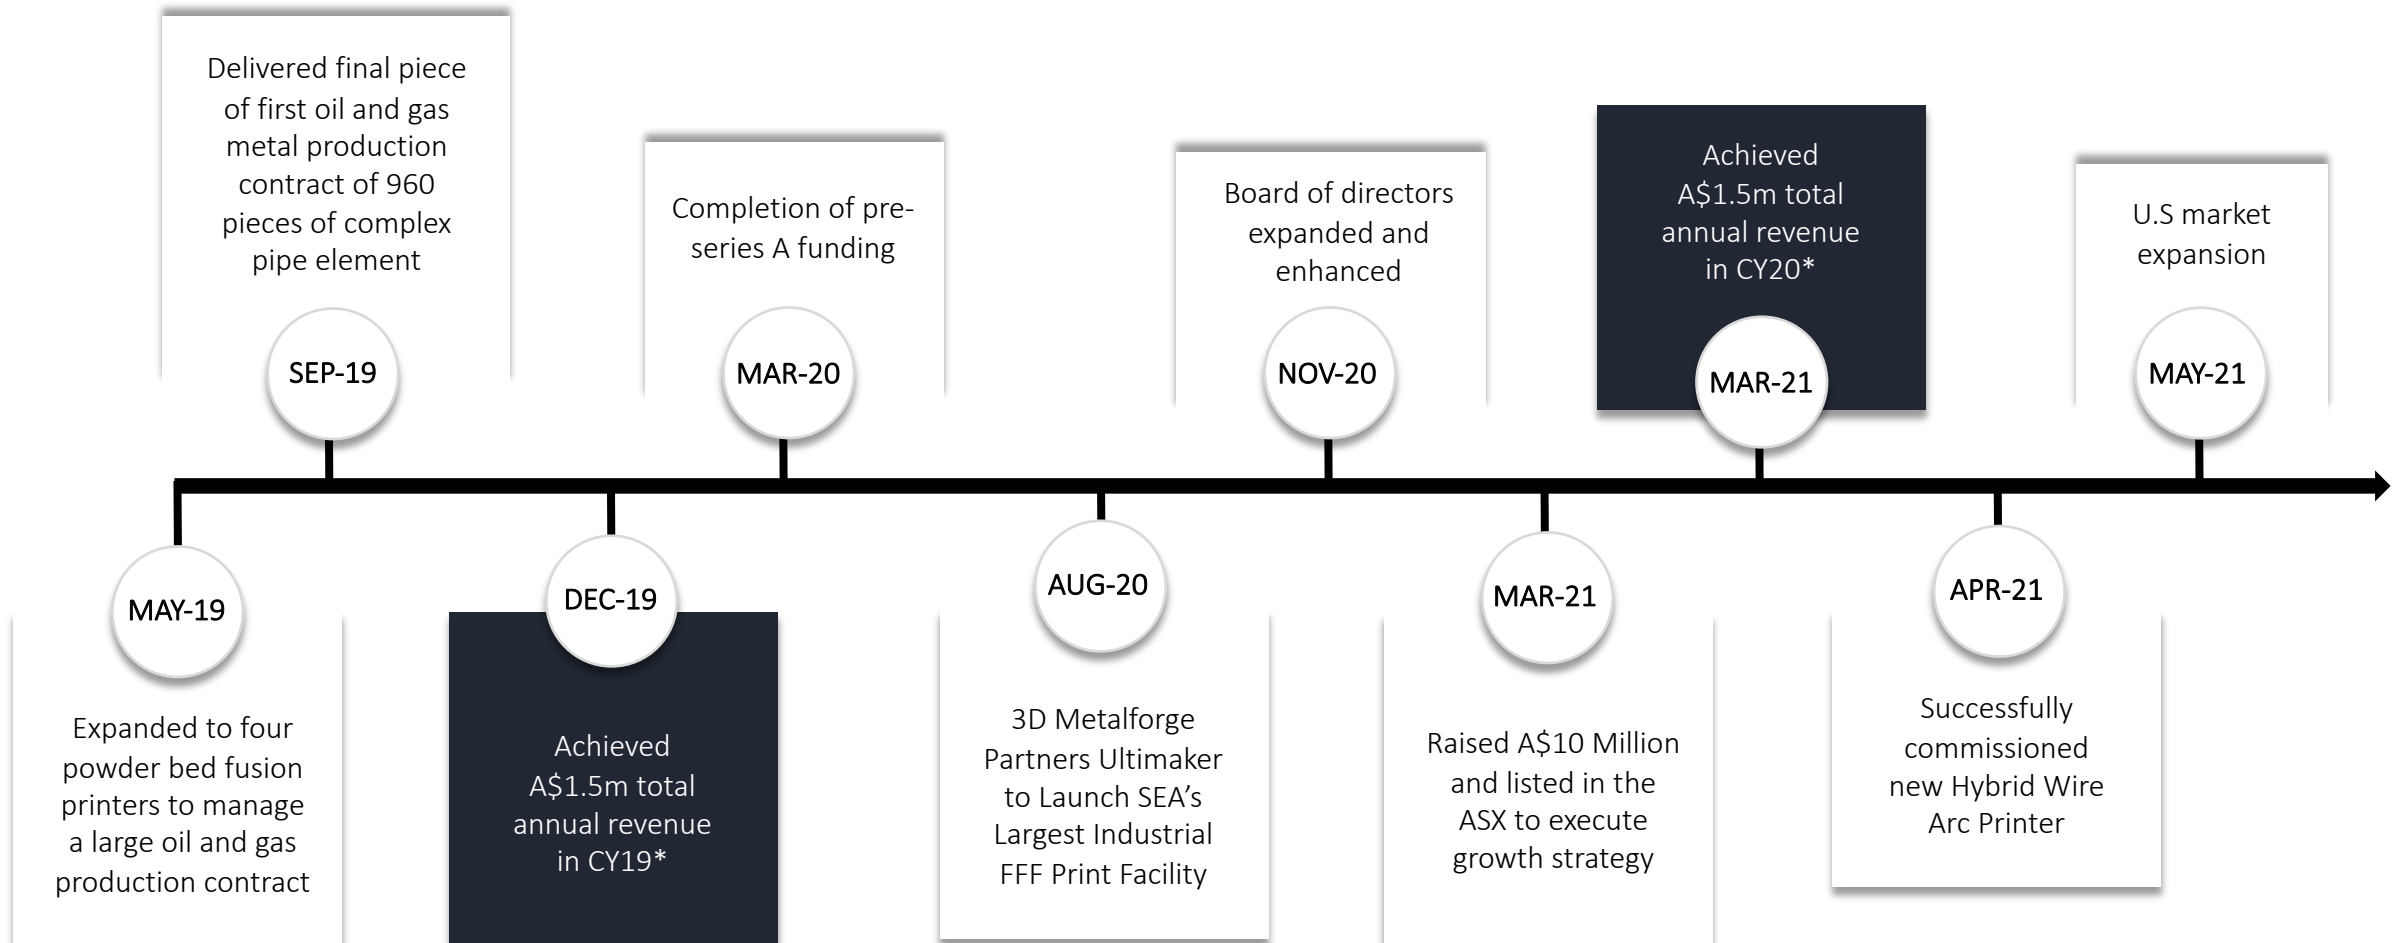 Delivered final piece
of first oil and gas
metal production
contract of 960
pieces of complex
pipe element
SEP-19
Completion of pre-
series A funding
MAR-20
Board of directors
expanded and
enhanced
NOV-20
Achieved
A$1.5m total
annual revenue
in CY20*
MAR-21
U.S market
expansion
MAY-21
MAY-19
Expanded to four
powder bed fusion
printers to manage
a large oil and gas
production contract
DEC-19
Achieved
A$1.5m total
annual revenue
in CY19*
AUG-20
3D Metalforge
Partners Ultimaker
to Launch SEA’s
Largest Industrial
FFF Print Facility
MAR-21
Raised A$10 Million
and listed in the
ASX to execute
growth strategy
APR-21
Successfully
commissioned
new Hybrid Wire
Arc Printer